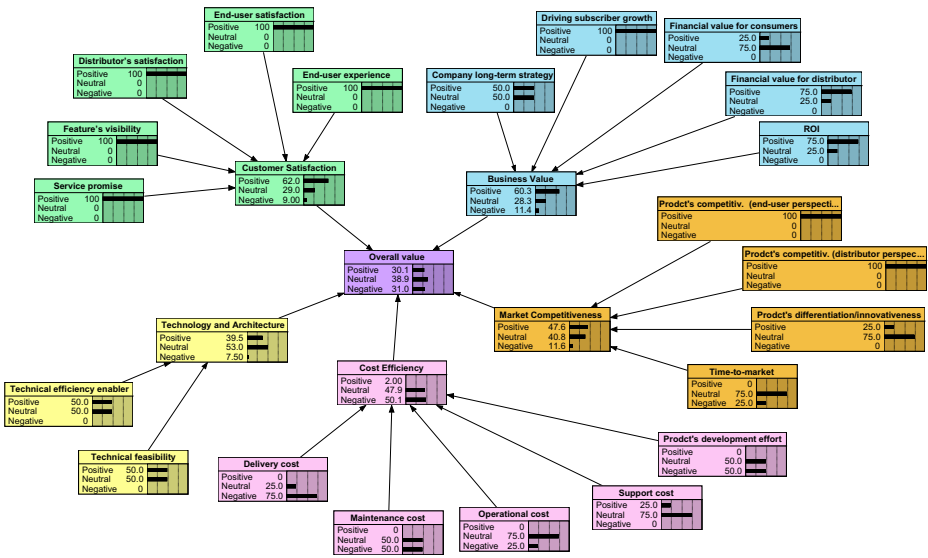 End-user satisfaction
Positive 100
Neutral 0
Negative 0
Driving subscriber growth
Positive 100
Neutral 0
Negative 0
Financial value for consumers
Positive 25.0
Neutral 75.0
Negative 0
Distributor's satisfaction
Positive 100
Neutral 0
Negative 0
End-user experience
Positive 100
Neutral 0
Negative 0
Company long-term strategy
Positive 50.0
Neutral 50.0
Negative 0
Financial value for distributor
Positive 75.0
Neutral 25.0
Negative 0
Feature's visibility
Positive 100
Neutral 0
Negative 0
ROI
Positive 75.0
Neutral 25.0
Negative 0
Customer Satisfaction
Positive 62.0
Neutral 29.0
Negative 9.00
Business Value
Positive 60.3
Neutral 28.3
Negative 11.4
Service promise
Positive 100
Neutral 0
Negative 0
Prodct's competitiv. (end-user perspecti...
Positive 100
Neutral 0
Negative 0
Overall value
Positive 30.1
Neutral 38.9
Negative 31.0
Prodct's competitiv. (distributor perspec...
Positive 100
Neutral 0
Negative 0
Market Competitiveness
Positive 47.6
Neutral 40.8
Negative 11.6
Prodct's differentiation/innovativeness
Positive 25.0
Neutral 75.0
Negative 0
Technology and Architecture
Positive 39.5
Neutral 53.0
Negative 7.50
Cost Efficiency
Positive 2.00
Neutral 47.9
Negative 50.1
Time-to-market
Positive 0
Neutral 75.0
Negative 25.0
Technical efficiency enabler
Positive 50.0
Neutral 50.0
Negative 0
Prodct's development effort
Positive 0
Neutral 50.0
Negative 50.0
Technical feasibility
Positive 50.0
Neutral 50.0
Negative 0
Delivery cost
Positive 0
Neutral 25.0
Negative 75.0
Support cost
Positive 25.0
Neutral 75.0
Negative 0
Maintenance cost
Positive 0
Neutral 50.0
Negative 50.0
Operational cost
Positive 0
Neutral 75.0
Negative 25.0